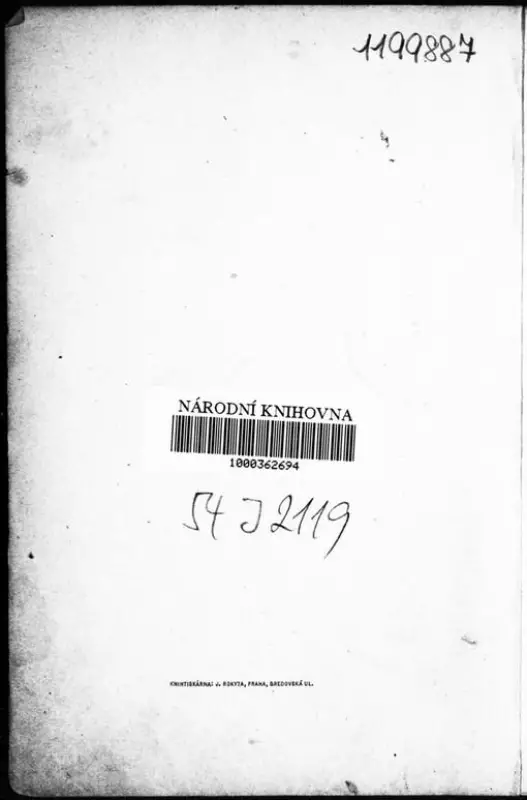 1199887
NÁRODNÍ KNIHOVNA
1000362694
54 J 2119
KNIHTISKÁRNA: J. ROKYTA, PRAHA, BREDOVSKÁ UL.